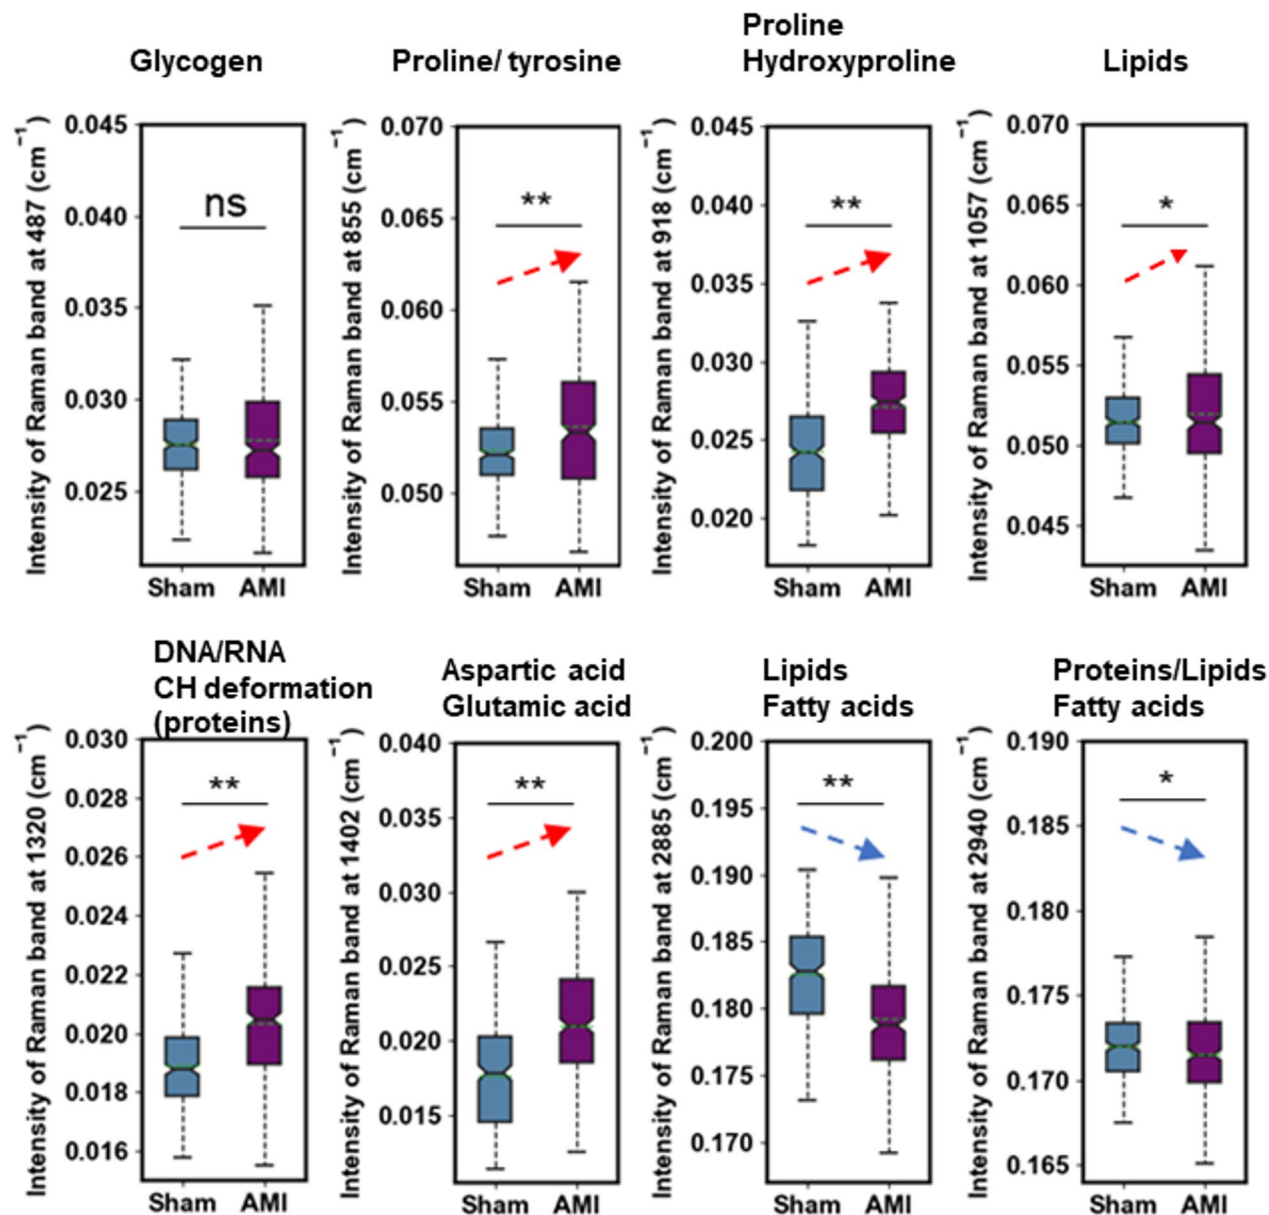 Glycogen
Intensity of Raman band at 487 (cm⁻¹)
0.045
0.040
0.035
0.030
0.025
ns
Sham AMI
Proline/ tyrosine
Intensity of Raman band at 855 (cm⁻¹)
0.070
0.065
0.060
0.055
0.050
**
Sham AMI
Proline
Hydroxyproline
Intensity of Raman band at 918 (cm⁻¹)
0.045
0.040
0.035
0.030
0.025
0.020
**
Sham AMI
Lipids
Intensity of Raman band at 1057 (cm⁻¹)
0.070
0.065
0.060
0.055
0.050
0.045
*
Sham AMI
DNA/RNA
CH deformation
(proteins)
Intensity of Raman band at 1320 (cm⁻¹)
0.030
0.028
0.026
0.024
0.022
0.020
0.018
0.016
**
Sham AMI
Aspartic acid
Glutamic acid
Intensity of Raman band at 1402 (cm⁻¹)
0.040
0.035
0.030
0.025
0.020
0.015
**
Sham AMI
Lipids
Fatty acids
Intensity of Raman band at 2885 (cm⁻¹)
0.200
0.195
0.190
0.185
0.180
0.175
0.170
**
Sham AMI
Proteins/Lipids
Fatty acids
Intensity of Raman band at 2940 (cm⁻¹)
0.190
0.185
0.180
0.175
0.170
0.165
*
Sham AMI